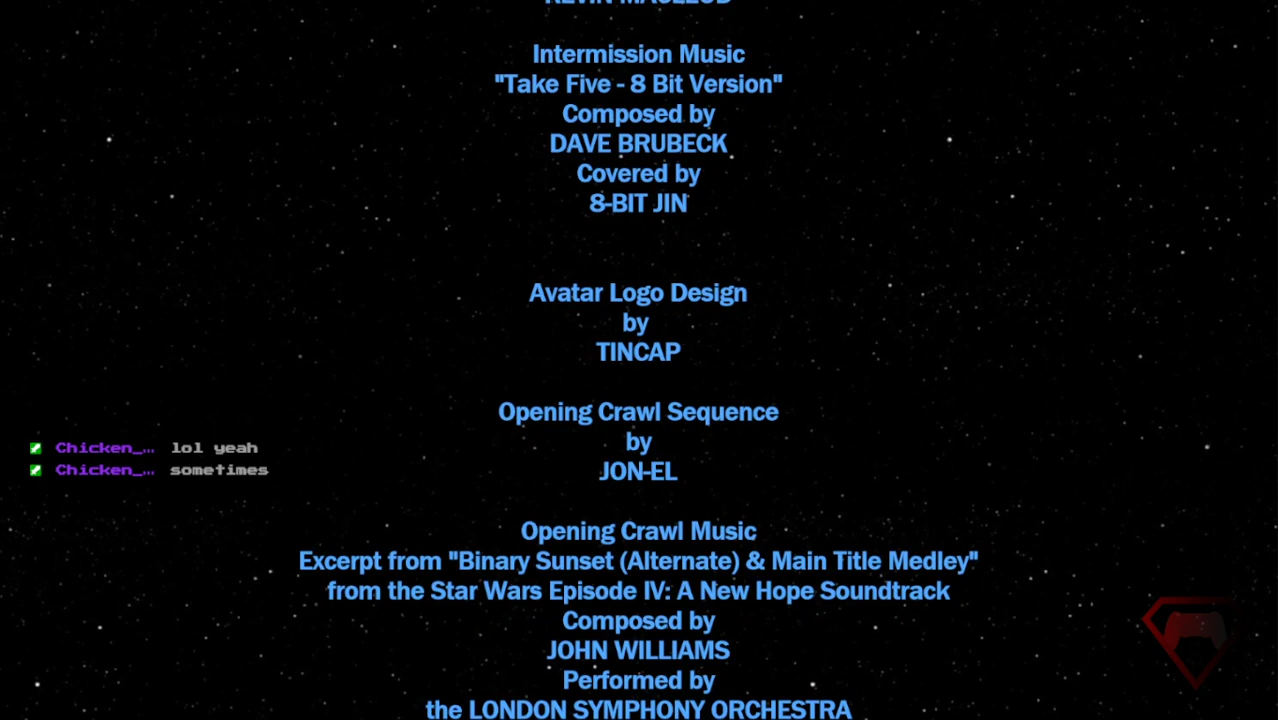 KEVIN MACLEOD
Intermission Music
"Take Five - 8 Bit Version"
Composed by
DAVE BRUBECK
Covered by
8-BIT JIN
Avatar Logo Design
by
TINCAP
Opening Crawl Sequence
by
JON-EL
Chicken_... lol yeah
Chicken_... sometimes
Opening Crawl Music
Excerpt from "Binary Sunset (Alternate) & Main Title Medley"
from the Star Wars Episode IV: A New Hope Soundtrack
Composed by
JOHN WILLIAMS
Performed by
the LONDON SYMPHONY ORCHESTRA